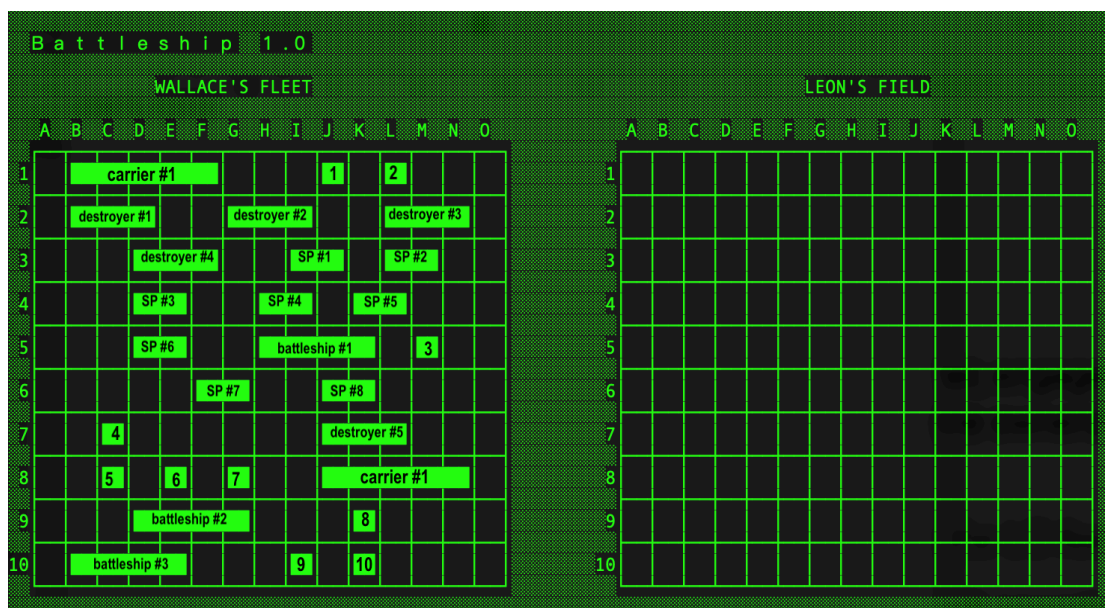 Battleship 1.0
WALLACE'S FLEET LEON'S FIELD
A B C D E F G H I J K L M N O A B C D E F G H I J K L M N O
1 carrier #1 1 2 1
2 destroyer #1 destroyer #2 destroyer #3 2
3 destroyer #4 SP #1 SP #2 3
4 SP #3 SP #4 SP #5 4
5 SP #6 battleship #1 3 5
6 SP #7 SP #8 6
7 4 destroyer #5 7
8 5 6 7 carrier #1 8
9 battleship #2 8 9
10 battleship #3 9 10 10